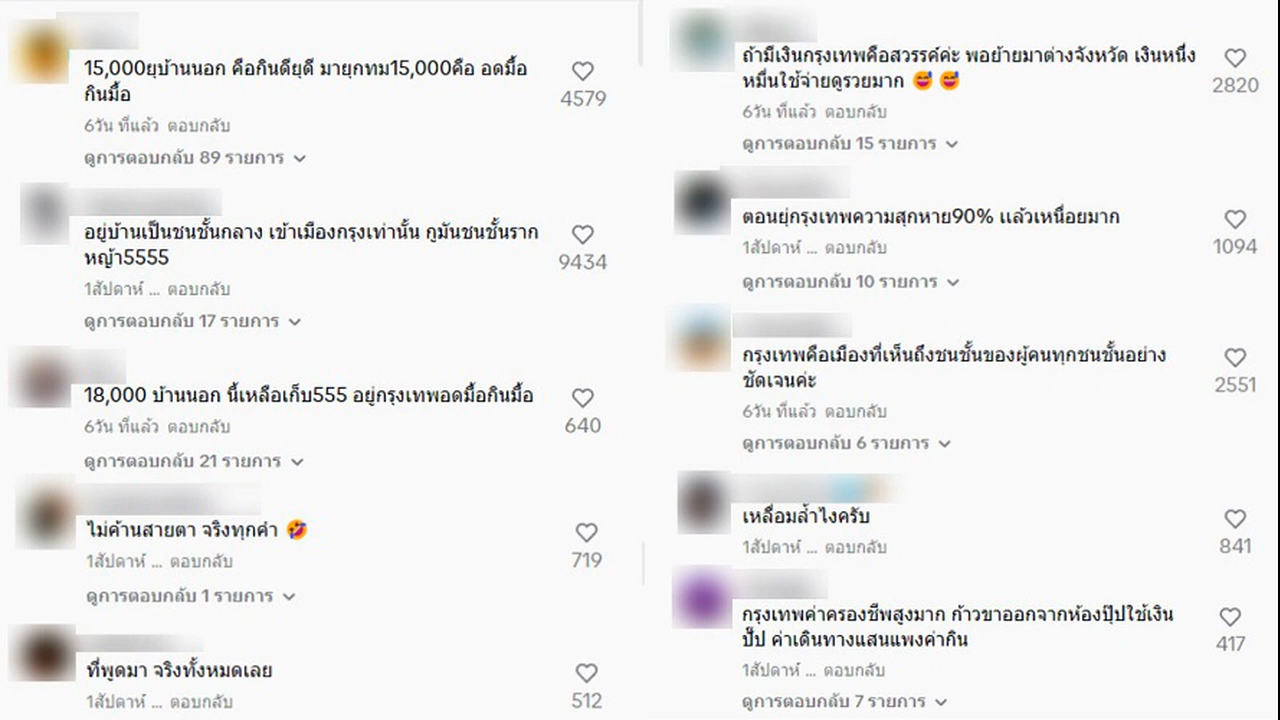 15,000ยุบ้านนอก คือกินดียุดี มายุกทม15,000คือ อดมื้อ
กินมื้อ
4579
6วัน ที่แล้ว ตอบกลับ
ดูการตอบกลับ 89 รายการ
อยู่บ้านเป็นชนชั้นกลาง เข้าเมืองกรุงเท่านั้น กูมันชนชั้นราก
หญ้า5555
9434
1สัปดาห์ ... ตอบกลับ
ดูการตอบกลับ 17 รายการ
18,000 บ้านนอก นี้เหลือเก็บ555 อยู่กรุงเทพอดมื้อกินมื้อ
640
6วัน ที่แล้ว ตอบกลับ
ดูการตอบกลับ 21 รายการ
ไม่ค้านสายตา จริงทุกคำ 🤣
719
1สัปดาห์ ... ตอบกลับ
ดูการตอบกลับ 1 รายการ
ที่พูดมา จริงทั้งหมดเลย
512
1สัปดาห์ ... ตอบกลับ
ถ้ามีเงินกรุงเทพคือสวรรค์ค่ะ พอย้ายมาต่างจังหวัด เงินหนึ่ง
หมื่นใช้จ่ายดูรวยมาก 😅 😅
2820
6วัน ที่แล้ว ตอบกลับ
ดูการตอบกลับ 15 รายการ
ตอนยุ่กรุงเทพความสุกหาย90% แล้วเหนื่อยมาก
1094
1สัปดาห์ ... ตอบกลับ
ดูการตอบกลับ 10 รายการ
กรุงเทพคือเมืองที่เห็นถึงชนชั้นของผู้คนทุกชนชั้นอย่าง
ชัดเจนค่ะ
2551
6วัน ที่แล้ว ตอบกลับ
ดูการตอบกลับ 6 รายการ
เหลื่อมล้ำไงครับ
841
1สัปดาห์ ... ตอบกลับ
กรุงเทพค่าครองชีพสูงมาก ก้าวขาออกจากห้องปุ๊ปใช้เงิน
ปั๊ป ค่าเดินทางแสนแพงค่ากิน
417
1สัปดาห์ ... ตอบกลับ
ดูการตอบกลับ 7 รายการ